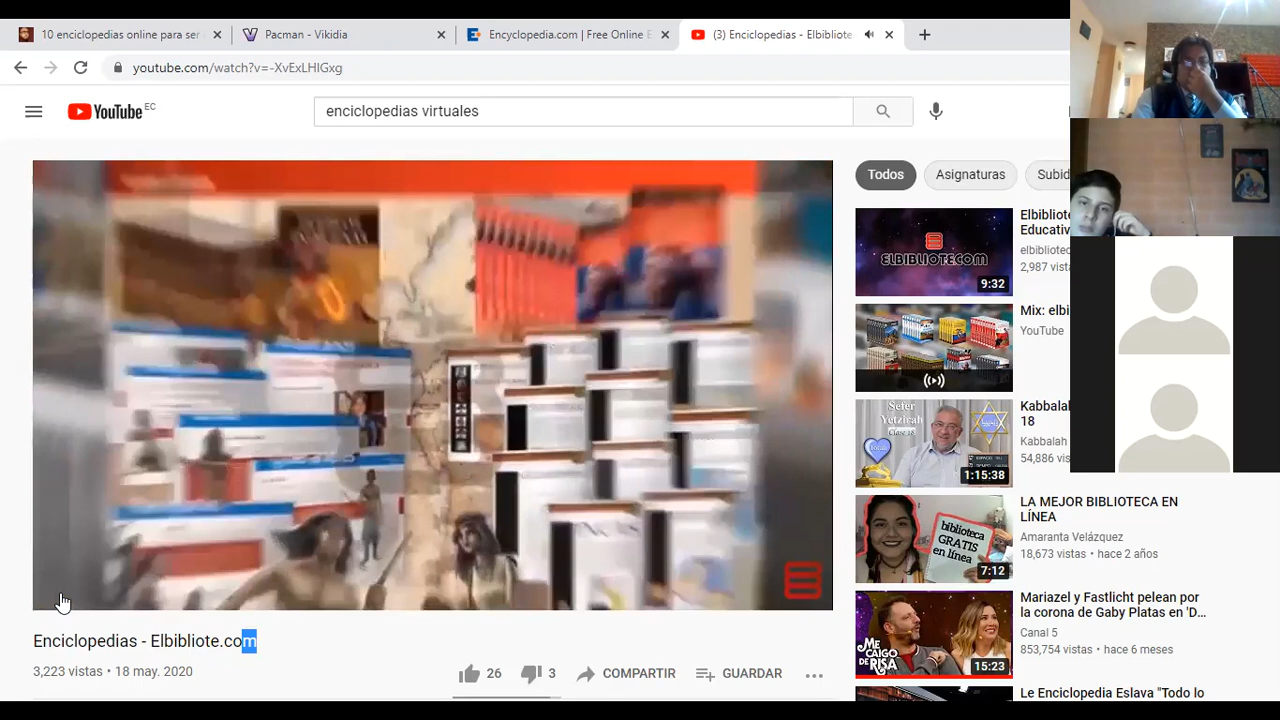 10 enciclopedias online para ser
Pacman - Vikidia
Encyclopedia.com | Free Online E
(3) Enciclopedias - Elbibliote
youtube.com/watch?v=-XvExLHIGxg
YouTube EC
enciclopedias virtuales
Todos
Asignaturas
Subid
ELBIBLIOTECOM
9:32
Elbibliote
Educativ
elbibliotec
2,987 vista
Mix: elbi
YouTube
Sefer
Yetzirah
Clase 18
1:15:38
Kabbalah
18
Kabbalah
54,886 vista
biblioteca
GRATIS
en línea
7:12
LA MEJOR BIBLIOTECA EN
LÍNEA
Amaranta Velázquez
18,673 vistas • hace 2 años
ME
CAIGO
DE RISA
15:23
Mariazel y Fastlicht pelean por
la corona de Gaby Platas en 'D...
Canal 5
853,754 vistas • hace 6 meses
Le Enciclopedia Eslava "Todo lo
Enciclopedias - Elbibliote.com
3,223 vistas • 18 may. 2020
26
3
COMPARTIR
GUARDAR